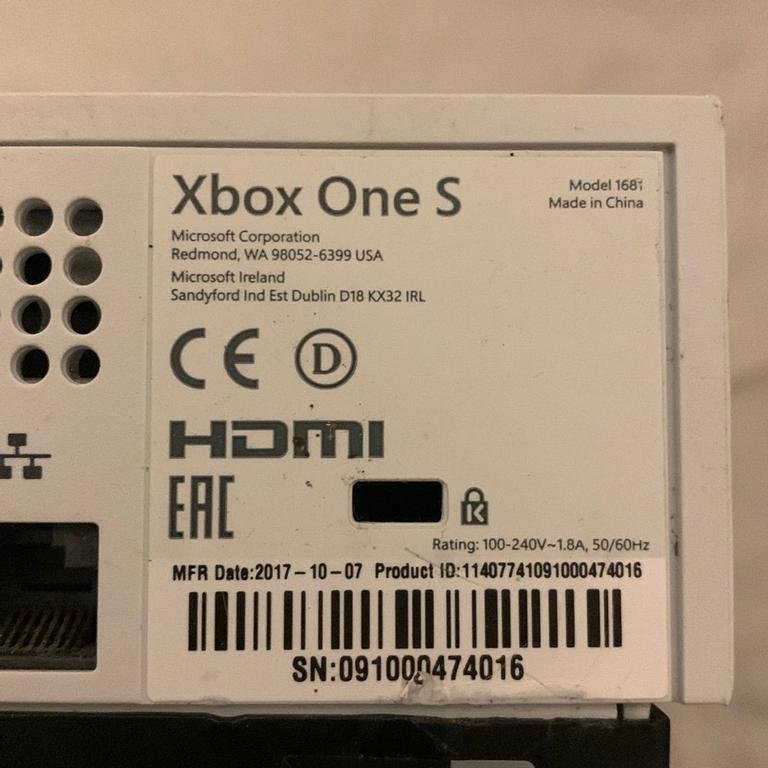 Xbox One S
Model 1681
Made in China
Microsoft Corporation
Redmond, WA 98052-6399 USA
Microsoft Ireland
Sandyford Ind Est Dublin D18 KX32 IRL
CE D
HDMI
EAC
K
Rating: 100-240V~1.8A, 50/60Hz
MFR Date:2017-10-07 Product ID:11407741091000474016
SN:091000474016